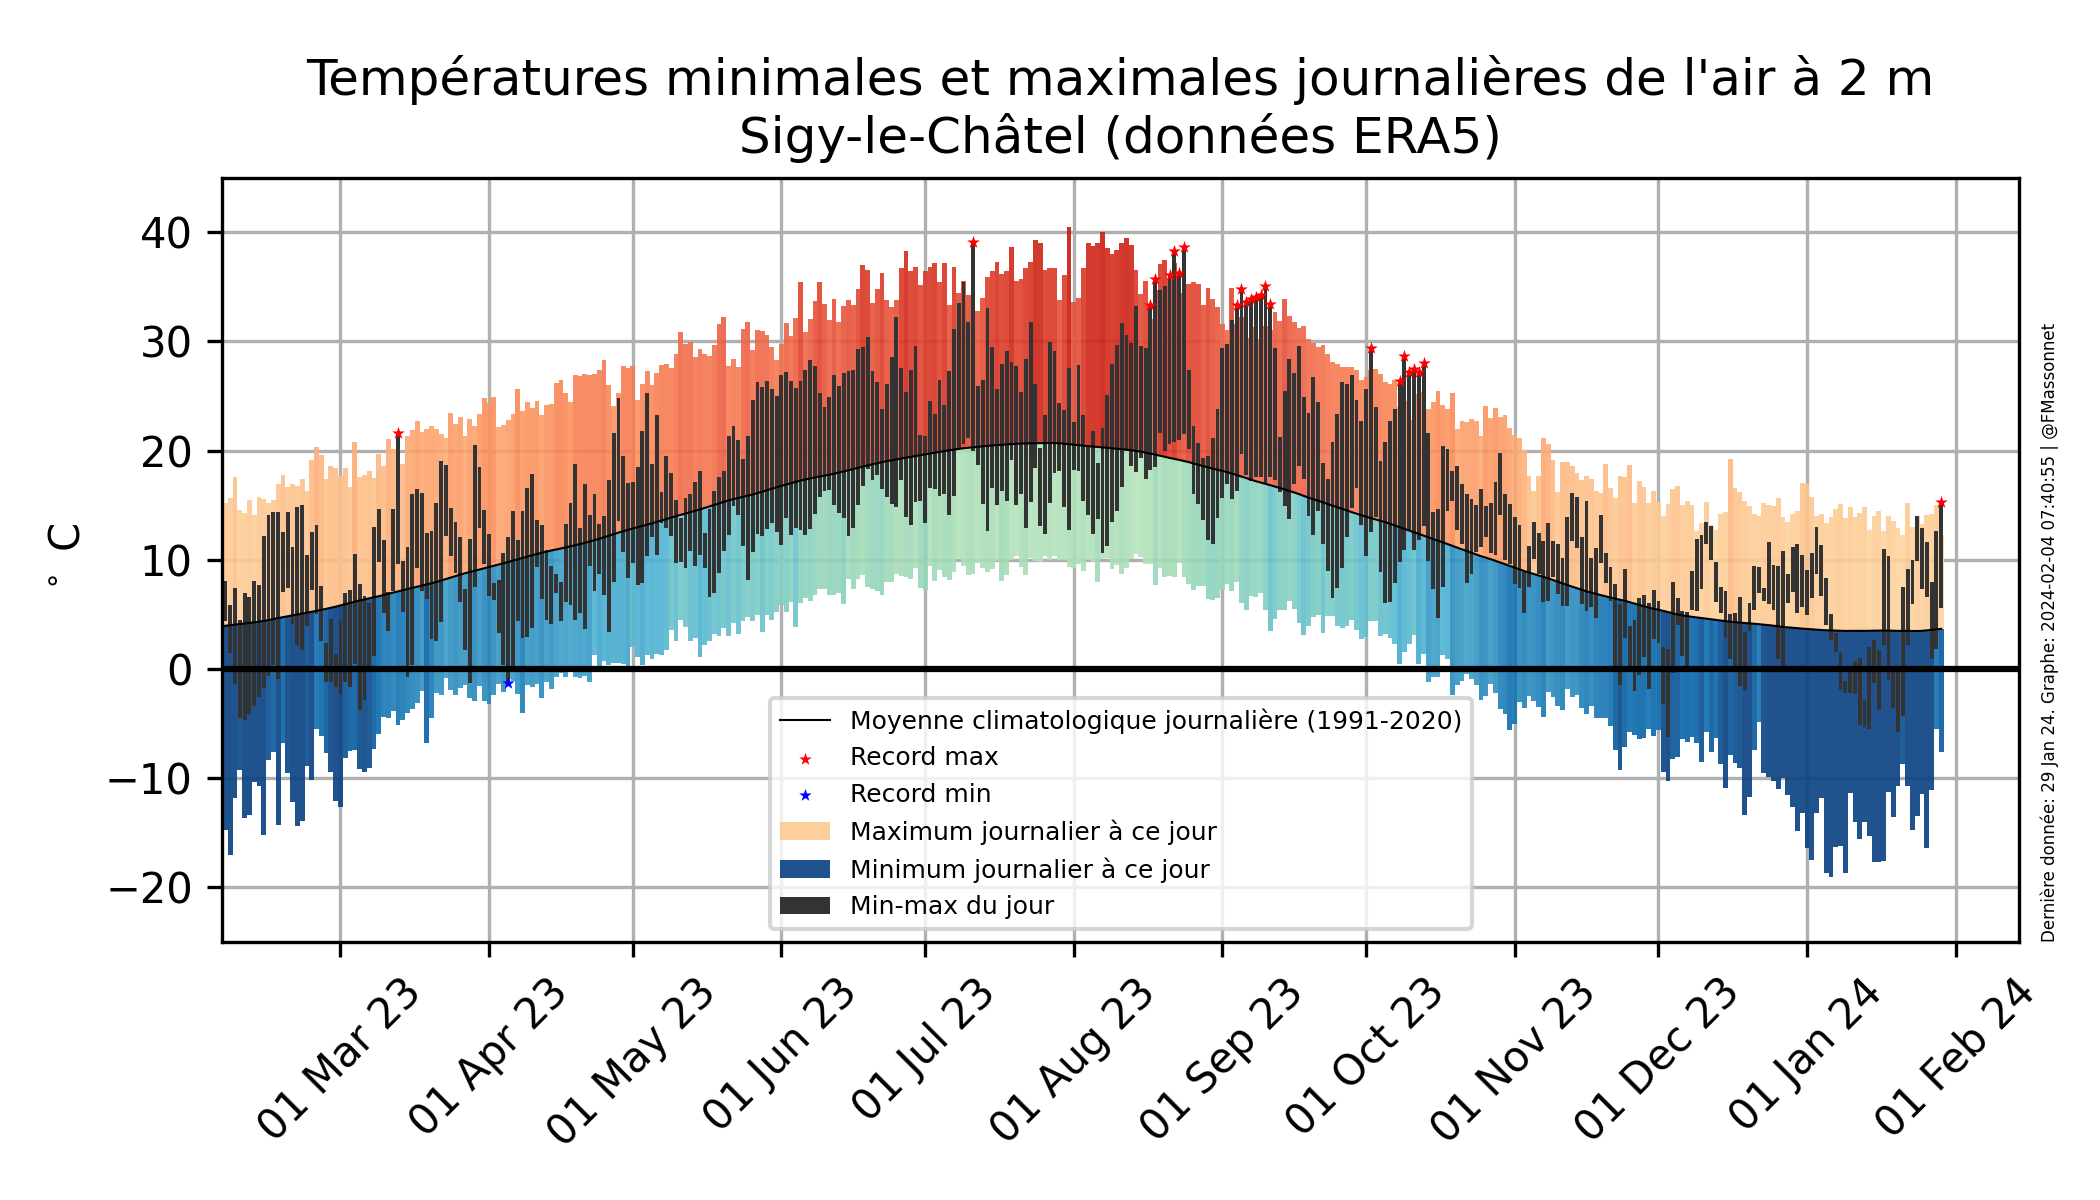 Températures minimales et maximales journalières de l'air à 2 m
Sigy-le-Châtel (données ERA5)
° C
40
30
20
10
0
−10
−20
Moyenne climatologique journalière (1991-2020)
Record max
Record min
Maximum journalier à ce jour
Minimum journalier à ce jour
Min-max du jour
01 Mar 23
01 Apr 23
01 May 23
01 Jun 23
01 Jul 23
01 Aug 23
01 Sep 23
01 Oct 23
01 Nov 23
01 Dec 23
01 Jan 24
01 Feb 24
Dernière donnée: 29 Jan 24. Graphe: 2024-02-04 07:40:55 | @FMassonnet